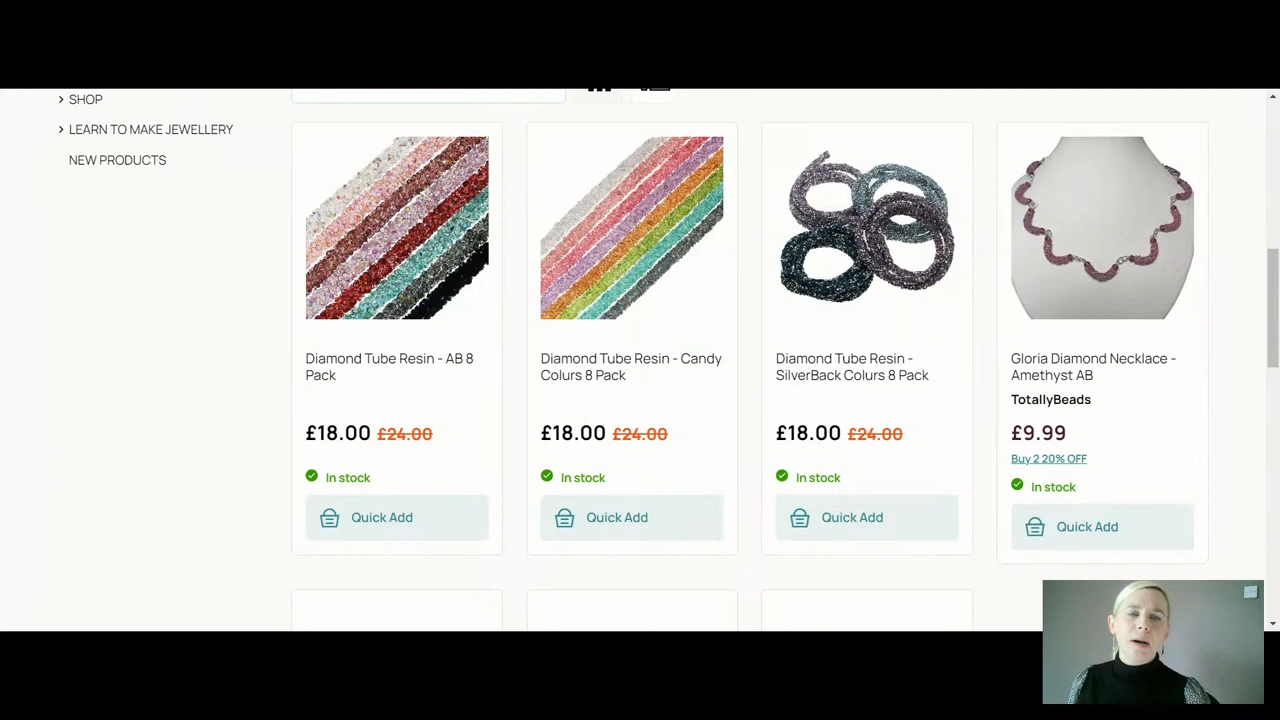 SHOP
LEARN TO MAKE JEWELLERY
NEW PRODUCTS
Diamond Tube Resin - AB 8
Pack
£18.00 £24.00
In stock
Quick Add
Diamond Tube Resin - Candy
Colurs 8 Pack
£18.00 £24.00
In stock
Quick Add
Diamond Tube Resin -
SilverBack Colurs 8 Pack
£18.00 £24.00
In stock
Quick Add
Gloria Diamond Necklace -
Amethyst AB
TotallyBeads
£9.99
Buy 2 20% OFF
In stock
Quick Add